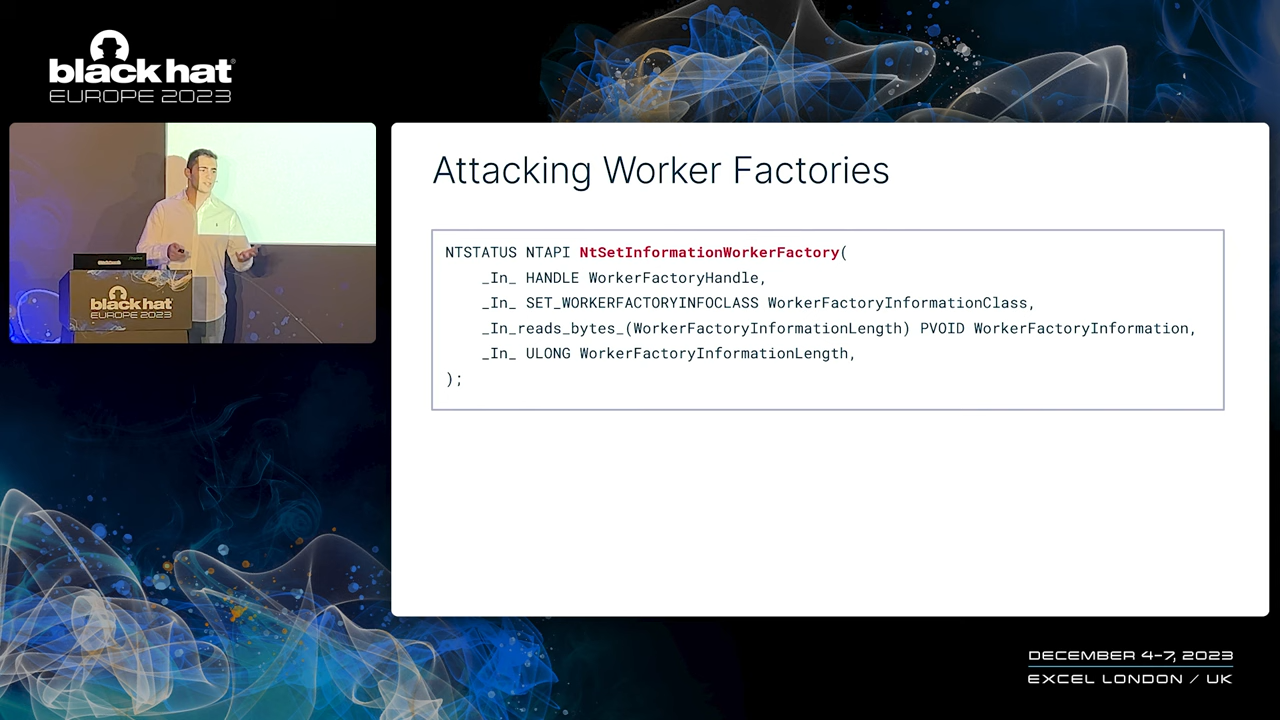 black hat
EUROPE 2023
black hat
EUROPE 2023
Attacking Worker Factories
NTSTATUS NTAPI NtSetInformationWorkerFactory(
_In_ HANDLE WorkerFactoryHandle,
_In_ SET_WORKERFACTORYINFOCLASS WorkerFactoryInformationClass,
_In_reads_bytes_(WorkerFactoryInformationLength) PVOID WorkerFactoryInformation,
_In_ ULONG WorkerFactoryInformationLength,
);
DECEMBER 4-7, 2023
EXCEL LONDON / UK